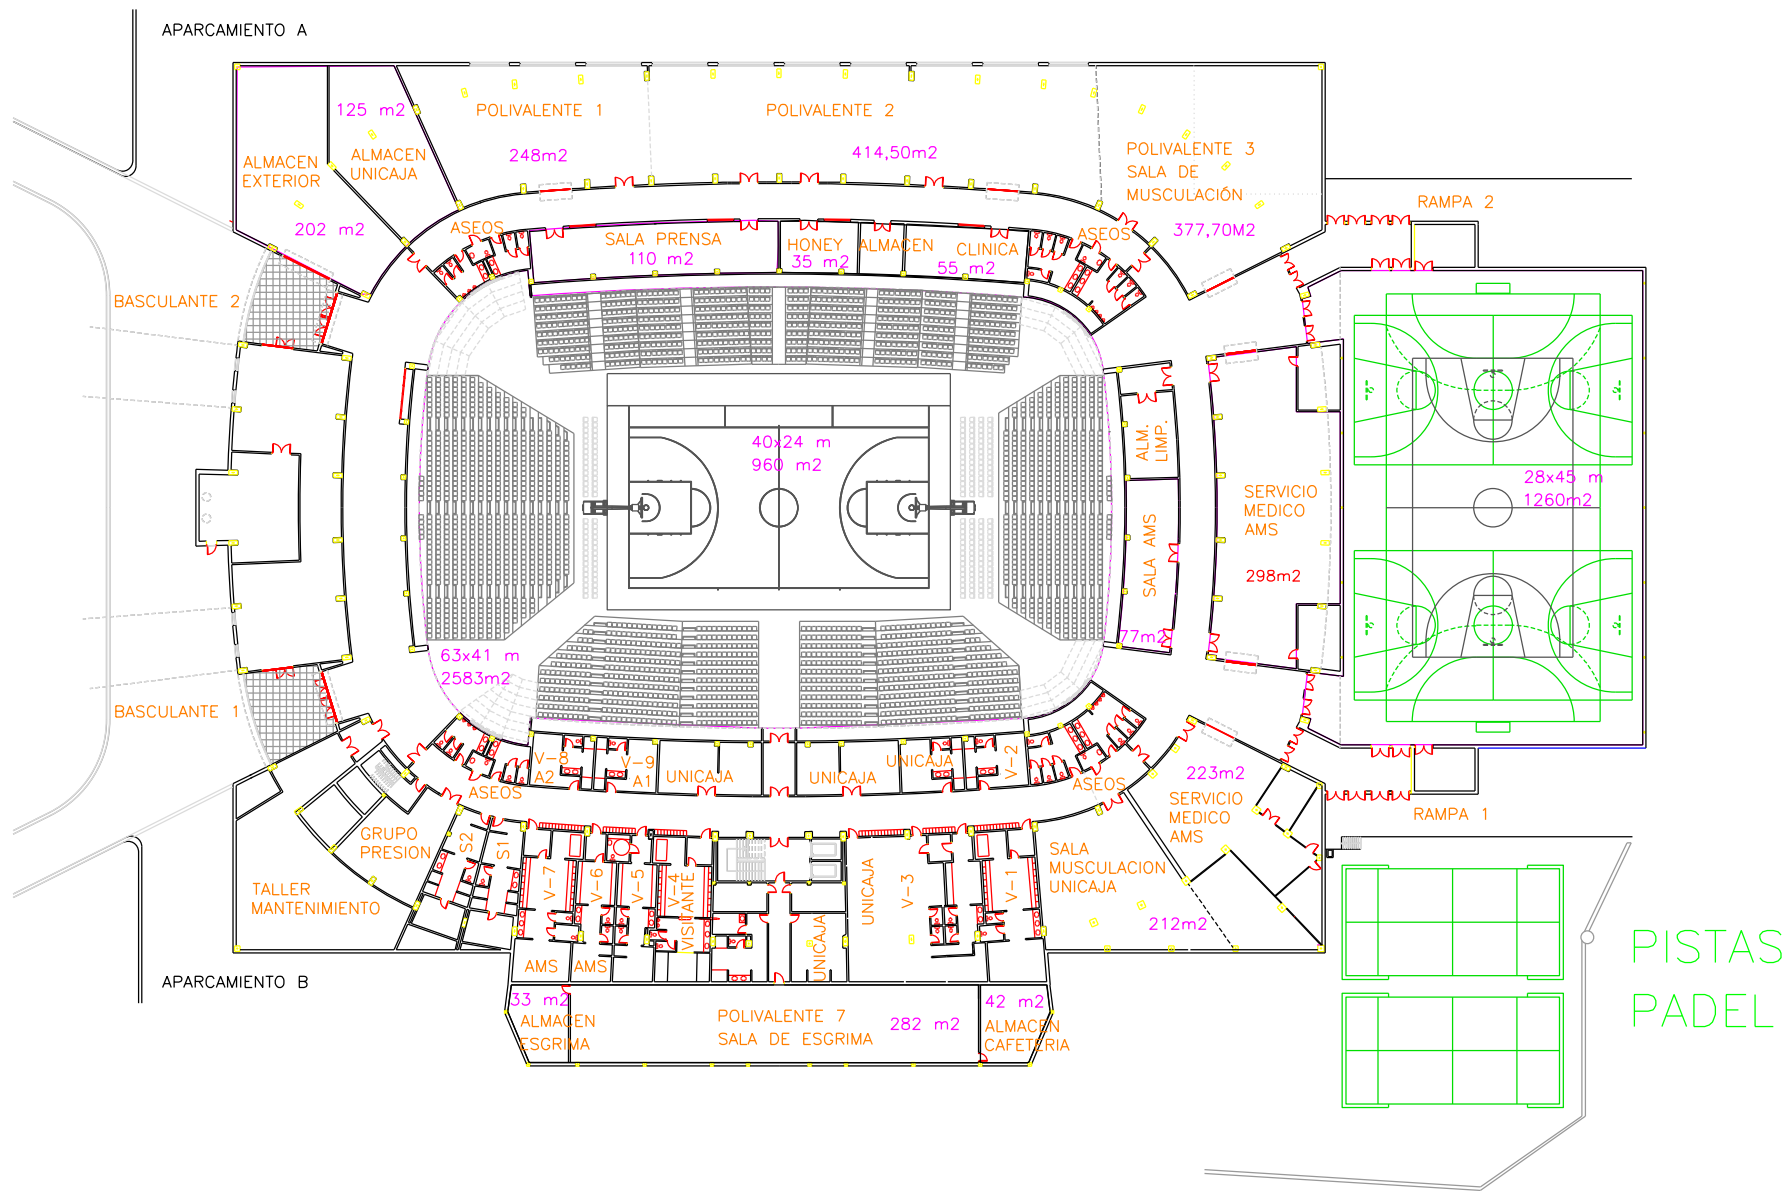 APARCAMIENTO A
125 m2
POLIVALENTE 1
POLIVALENTE 2
248m2
414,50m2
ALMACEN
EXTERIOR
ALMACEN
UNICAJA
POLIVALENTE 3
SALA DE
MUSCULACIÓN
RAMPA 2
202 m2
ASEOS
SALA PRENSA
110 m2
HONEY
35 m2
ALMACEN
CLINICA
55 m2
ASEOS
377,70M2
BASCULANTE 2
40x24 m
960 m2
ALM.
LIMP.
SERVICIO
MEDICO
AMS
28x45 m
1260m2
SALA AMS
298m2
77m2
63x41 m
2583m2
BASCULANTE 1
V-8
A2
V-9
A1
UNICAJA
UNICAJA
UNICAJA
V-2
ASEOS
ASEOS
223m2
SERVICIO
MEDICO
AMS
RAMPA 1
GRUPO
PRESION
S2
S1
TALLER
MANTENIMIENTO
V-7
V-6
V-5
V-4
VISITANTE
UNICAJA
UNICAJA
V-3
V-1
SALA
MUSCULACION
UNICAJA
212m2
AMS
AMS
APARCAMIENTO B
33 m2
ALMACEN
ESGRIMA
POLIVALENTE 7
SALA DE ESGRIMA
282 m2
42 m2
ALMACEN
CAFETERIA
PISTAS
PADEL